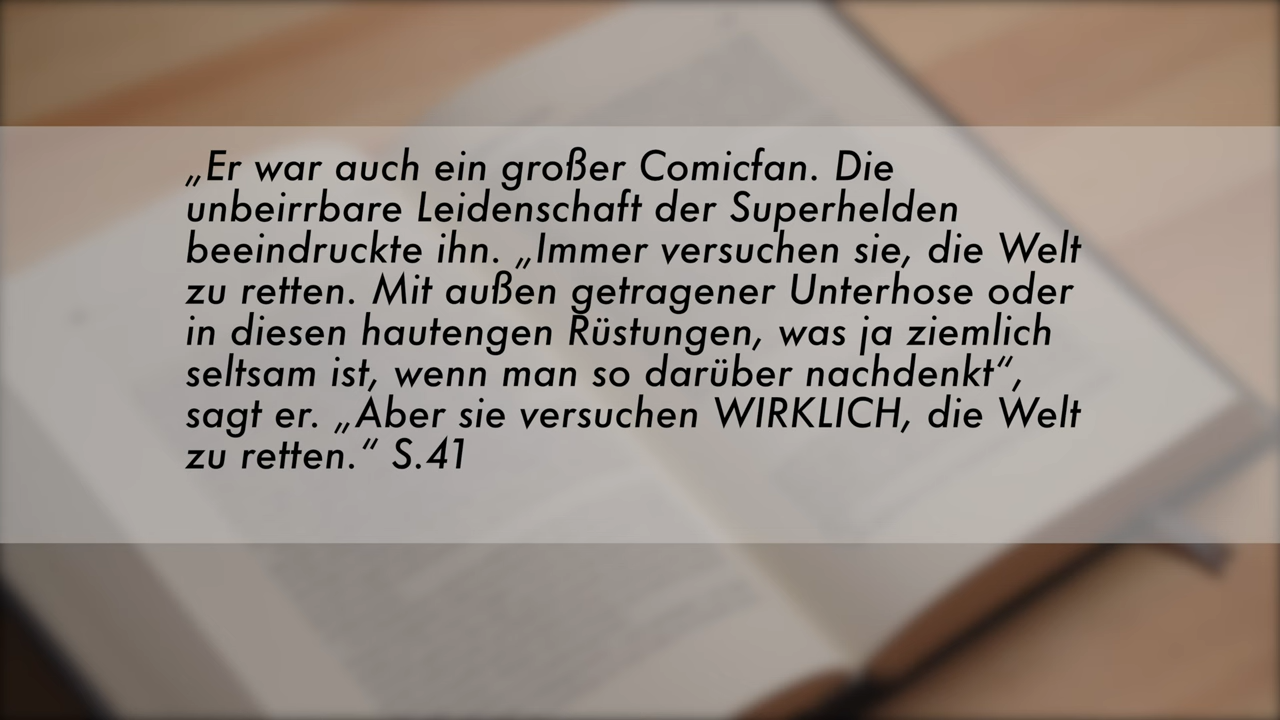 „Er war auch ein großer Comicfan. Die
unbeirrbare Leidenschaft der Superhelden
beeindruckte ihn. „Immer versuchen sie, die Welt
zu retten. Mit außen getragener Unterhose oder
in diesen hautengen Rüstungen, was ja ziemlich
seltsam ist, wenn man so darüber nachdenkt“,
sagt er. „Aber sie versuchen WIRKLICH, die Welt
zu retten.“ S.41